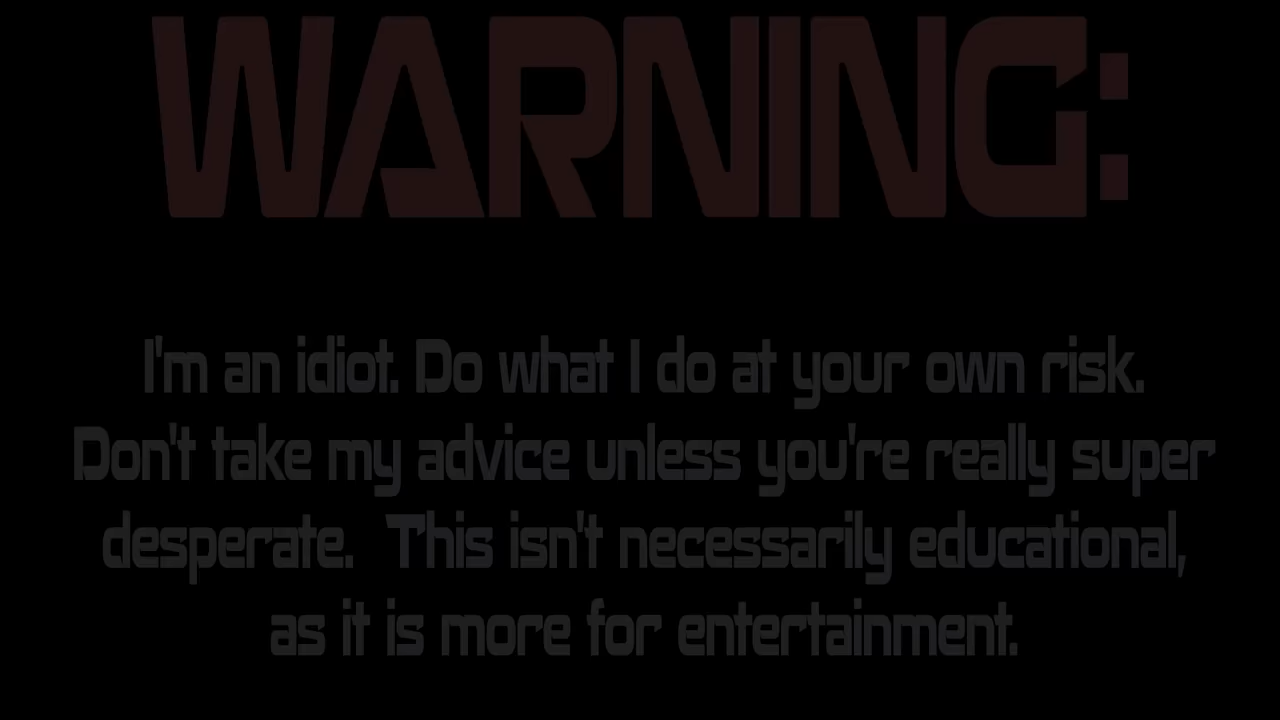 WARNING:
I'm an idiot. Do what I do at your own risk.
Don't take my advice unless you're really super
desperate.  This isn't necessarily educational,
as it is more for entertainment.